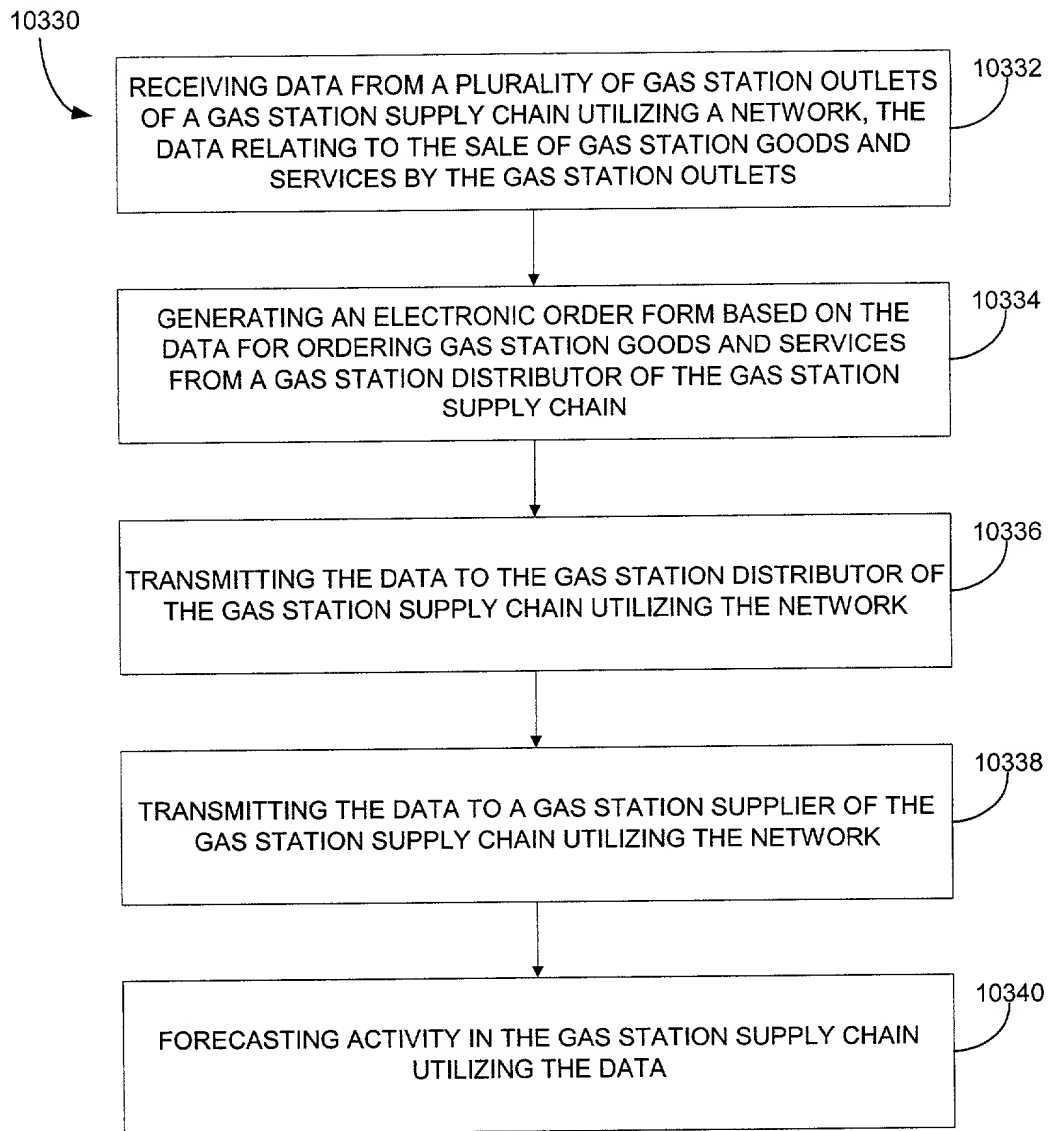 10330
RECEIVING DATA FROM A PLURALITY OF GAS STATION OUTLETS
OF A GAS STATION SUPPLY CHAIN UTILIZING A NETWORK, THE
DATA RELATING TO THE SALE OF GAS STATION GOODS AND
SERVICES BY THE GAS STATION OUTLETS
10332
GENERATING AN ELECTRONIC ORDER FORM BASED ON THE
DATA FOR ORDERING GAS STATION GOODS AND SERVICES
FROM A GAS STATION DISTRIBUTOR OF THE GAS STATION
SUPPLY CHAIN
10334
TRANSMITTING THE DATA TO THE GAS STATION DISTRIBUTOR OF
THE GAS STATION SUPPLY CHAIN UTILIZING THE NETWORK
10336
TRANSMITTING THE DATA TO A GAS STATION SUPPLIER OF THE
GAS STATION SUPPLY CHAIN UTILIZING THE NETWORK
10338
FORECASTING ACTIVITY IN THE GAS STATION SUPPLY CHAIN
UTILIZING THE DATA
10340